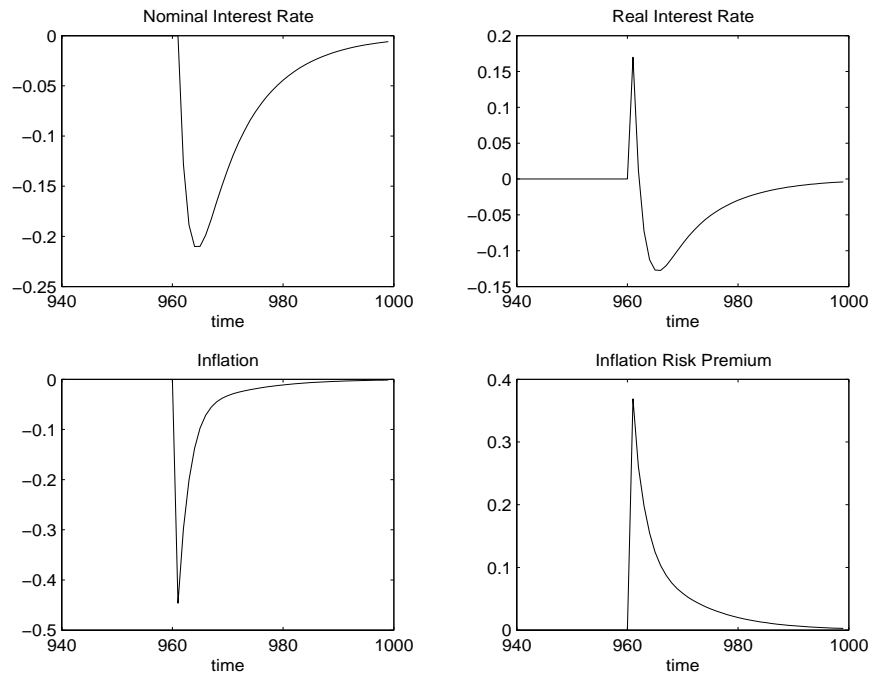 Nominal Interest Rate
0
−0.05
−0.1
−0.15
−0.2
−0.25
940 960 980 1000
time
Real Interest Rate
0.2
0.15
0.1
0.05
0
−0.05
−0.1
−0.15
940 960 980 1000
time
Inflation
0
−0.1
−0.2
−0.3
−0.4
−0.5
940 960 980 1000
time
Inflation Risk Premium
0.4
0.3
0.2
0.1
0
940 960 980 1000
time